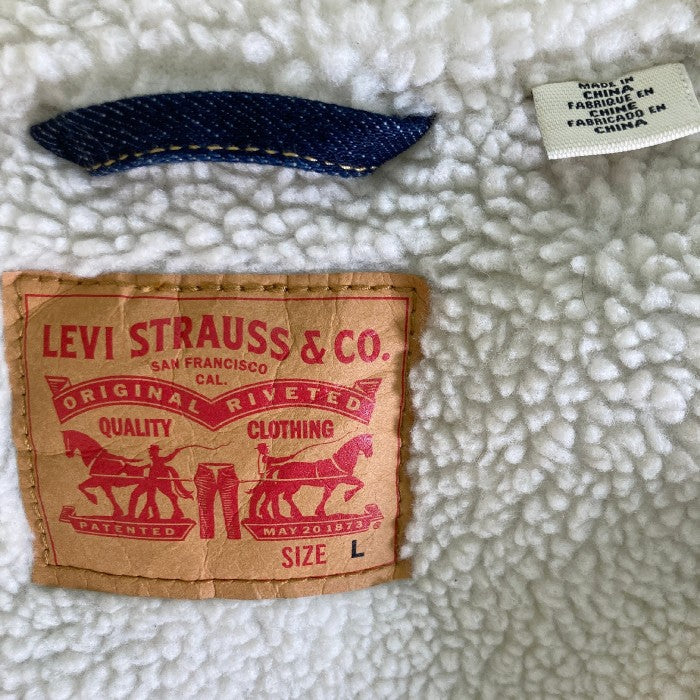 MADE IN
CHINA
FABRIQUE EN
CHINE
FABRICADO EN
CHINA
LEVI STRAUSS & CO.
SAN FRANCISCO
CAL.
ORIGINAL RIVETED
QUALITY CLOTHING
PATENTED MAY 20 1873
SIZE L